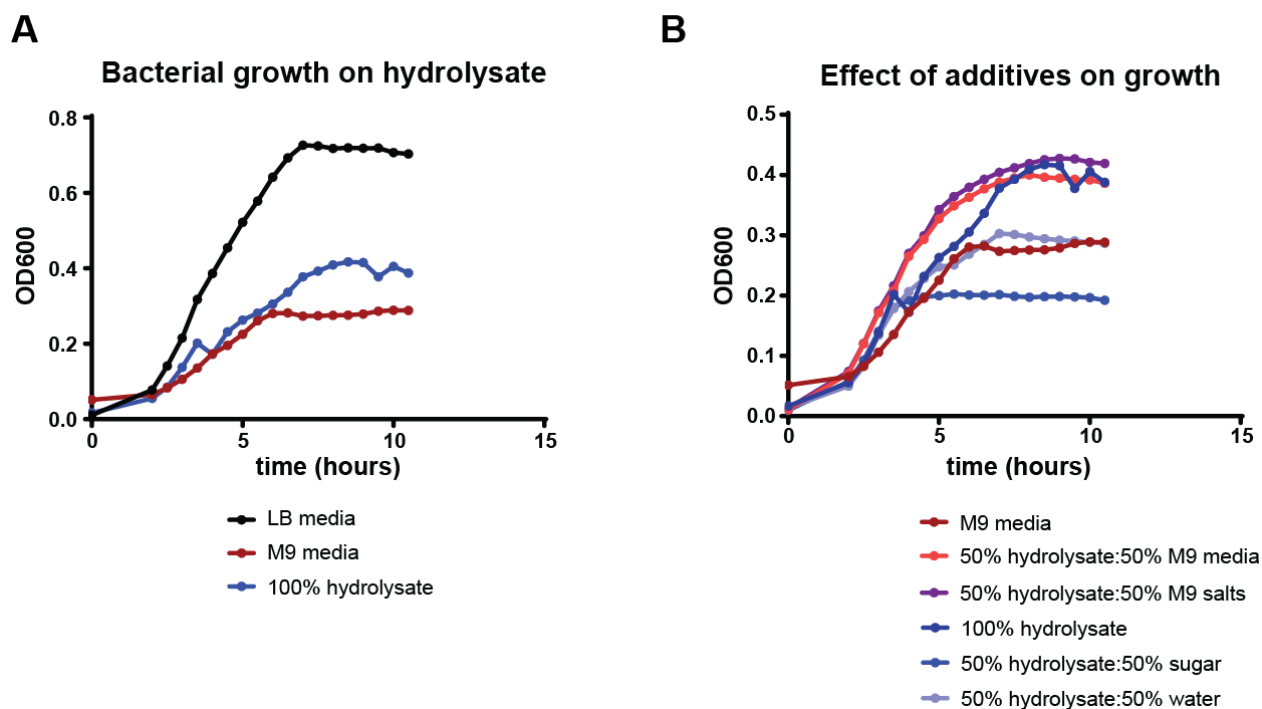 A
Bacterial growth on hydrolysate
0.8
0.6
0.4
0.2
0.0
OD600
0
5
10
15
time (hours)
LB media
M9 media
100% hydrolysate
B
Effect of additives on growth
0.5
0.4
0.3
0.2
0.1
0.0
OD600
0
5
10
15
time (hours)
M9 media
50% hydrolysate:50% M9 media
50% hydrolysate:50% M9 salts
100% hydrolysate
50% hydrolysate:50% sugar
50% hydrolysate:50% water